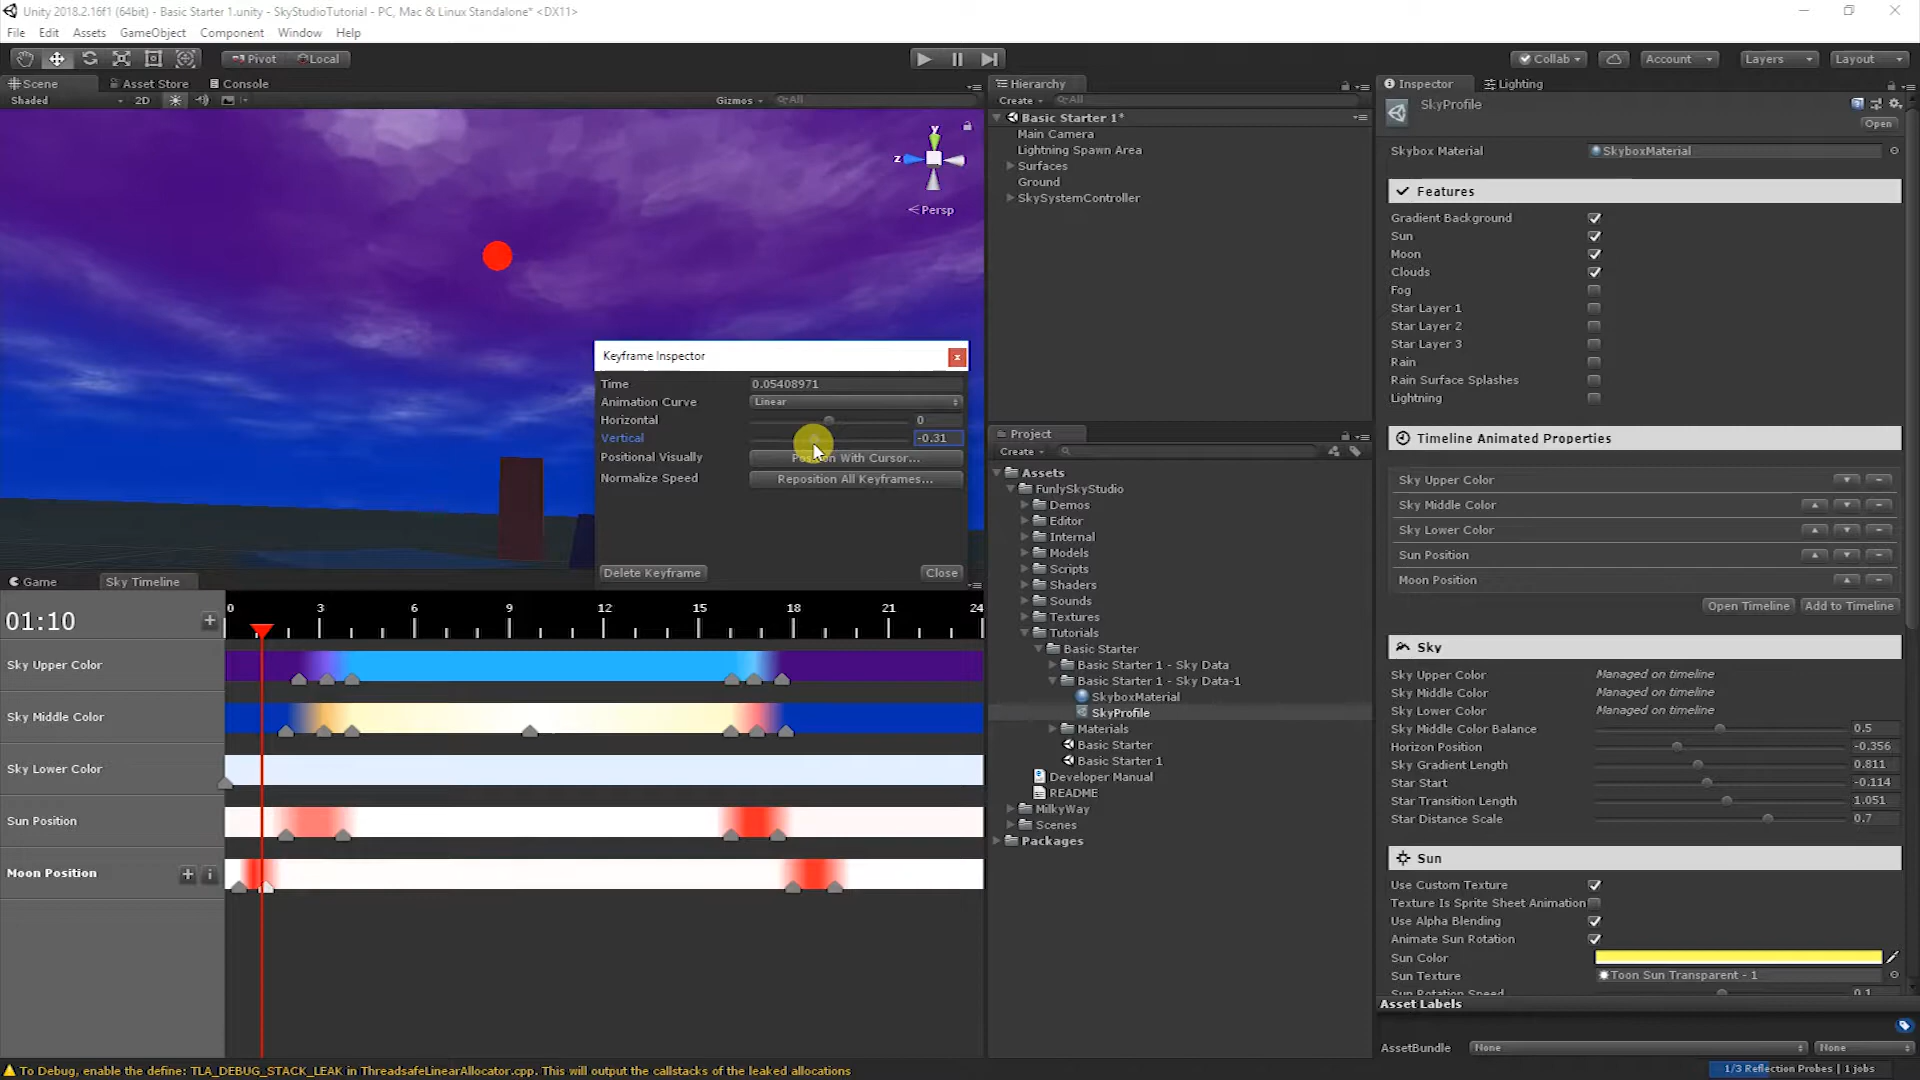 Unity 2018.2.16f1 (64bit) - Basic Starter 1.unity - SkyStudioTutorial - PC, Mac & Linux Standalone* <DX11>
File Edit Assets GameObject Component Window Help
Pivot Local Collab Account Layers Layout
Scene Asset Store Console
Shaded 2D Gizmos All
y
z
Persp
Keyframe Inspector
Time 0.05408971
Animation Curve Linear
Horizontal 0
Vertical -0.31
Positional Visually Position With Cursor...
Normalize Speed Reposition All Keyframes...
Delete Keyframe Close
Game Sky Timeline
01:10
0 3 6 9 12 15 18 21 24
Sky Upper Color
Sky Middle Color
Sky Lower Color
Sun Position
Moon Position
Hierarchy
Create All
Basic Starter 1*
Main Camera
Lightning Spawn Area
Surfaces
Ground
SkySystemController
Project
Create
Assets
FunlySkyStudio
Demos
Editor
Internal
Models
Scripts
Shaders
Sounds
Textures
Tutorials
Basic Starter
Basic Starter 1 - Sky Data
Basic Starter 1 - Sky Data-1
SkyboxMaterial
SkyProfile
Materials
Basic Starter
Basic Starter 1
Developer Manual
README
MilkyWay
Scenes
Packages
Inspector Lighting
SkyProfile
Open
Skybox Material SkyboxMaterial
Features
Gradient Background
Sun
Moon
Clouds
Fog
Star Layer 1
Star Layer 2
Star Layer 3
Rain
Rain Surface Splashes
Lightning
Timeline Animated Properties
Sky Upper Color
Sky Middle Color
Sky Lower Color
Sun Position
Moon Position
Open Timeline Add to Timeline
Sky
Sky Upper Color Managed on timeline
Sky Middle Color Managed on timeline
Sky Lower Color Managed on timeline
Sky Middle Color Balance 0.5
Horizon Position -0.356
Sky Gradient Length 0.811
Star Start -0.114
Star Transition Length 1.051
Star Distance Scale 0.7
Sun
Use Custom Texture
Texture Is Sprite Sheet Animation
Use Alpha Blending
Animate Sun Rotation
Sun Color
Sun Texture Toon Sun Transparent - 1
Sun Rotation Speed 0.1
Asset Labels
AssetBundle None None
To Debug, enable the define: TLA_DEBUG_STACK_LEAK in ThreadsafeLinearAllocator.cpp. This will output the callstacks of the leaked allocations
1/3 Reflection Probes | 1 jobs